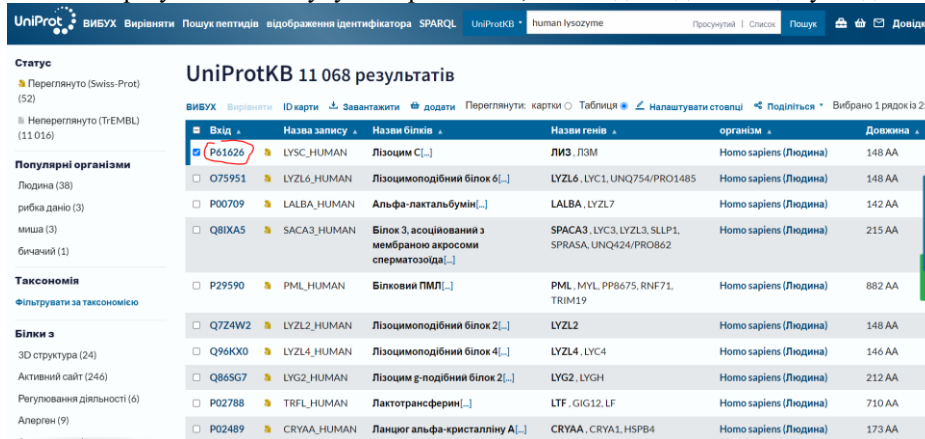 UniProt ВИБУХ Вирівняти Пошук пептидів відображення ідентифікатора SPARQL UniProtKB human lysozyme Просунутий | Список Пошук Довідк
Статус
Переглянуто (Swiss-Prot)
(52)
Непереглянуто (TrEMBL)
(11 016)
Популярні організми
Людина (38)
рибка даніо (3)
миша (3)
бичачий (1)
Таксономія
Фільтрувати за таксономією
Білки з
3D структура (24)
Активний сайт (246)
Регулювання діяльності (6)
Алерген (9)
UniProtKB 11 068 результатів
ВИБУХ Вирівняти ID карти Завантажити додати Переглянути: картки Таблиця Налаштувати стовпці Поділіться Вибрано 1 рядок із 2
Вхід Назва запису Назви білків Назви генів організм Довжина
P61626 LYSC_HUMAN Лізоцим C[...] ЛИЗ , ЛЗМ Homo sapiens (Людина) 148 AA
O75951 LYZL6_HUMAN Лізоцимоподібний білок 6[...] LYZL6 , LYC1, UNQ754/PRO1485 Homo sapiens (Людина) 148 AA
P00709 LALBA_HUMAN Альфа-лактальбумін[...] LALBA , LYZL7 Homo sapiens (Людина) 142 AA
Q8IXA5 SACA3_HUMAN Білок 3, асоційований з SPACA3 , LYC3, LYZL3, SLLP1, Homo sapiens (Людина) 215 AA
мембраною акросоми SPRASA, UNQ424/PRO862
сперматозоїда[...]
P29590 PML_HUMAN Білковий ПМЛ[...] PML , MYL, PP8675, RNF71, Homo sapiens (Людина) 882 AA
TRIM19
Q7Z4W2 LYZL2_HUMAN Лізоцимоподібний білок 2[...] LYZL2 Homo sapiens (Людина) 148 AA
Q96KX0 LYZL4_HUMAN Лізоцимоподібний білок 4[...] LYZL4 , LYC4 Homo sapiens (Людина) 146 AA
Q86SG7 LYG2_HUMAN Лізоцим g-подібний білок 2[...] LYG2 , LYGH Homo sapiens (Людина) 212 AA
P02788 TRFL_HUMAN Лактотрансферин[...] LTF , GIG12, LF Homo sapiens (Людина) 710 AA
P02489 CRYAA_HUMAN Ланцюг альфа-кристалліну A[...] CRYAA , CRYA1, HSPB4 Homo sapiens (Людина) 173 AA